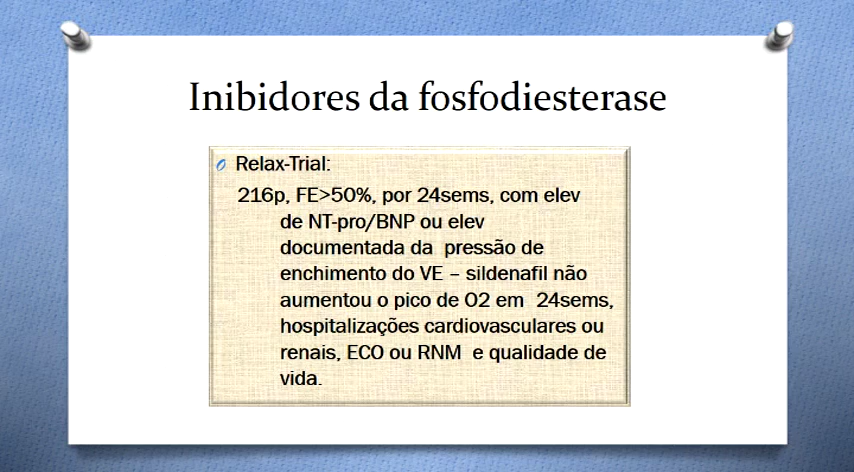 Inibidores da fosfodiesterase
Relax-Trial:
216p, FE>50%, por 24sems, com elev
de NT-pro/BNP ou elev
documentada da pressão de
enchimento do VE – sildenafil não
aumentou o pico de O2 em 24sems,
hospitalizações cardiovasculares ou
renais, ECO ou RNM e qualidade de
vida.